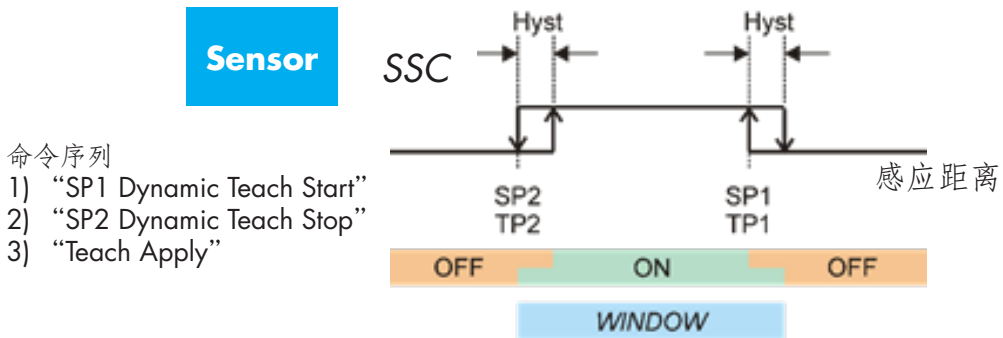 Hyst Hyst
Sensor SSC
命令序列
1) “SP1 Dynamic Teach Start”
2) “SP2 Dynamic Teach Stop”
3) “Teach Apply”
感应距离
SP2 SP1
TP2 TP1
OFF ON OFF
WINDOW